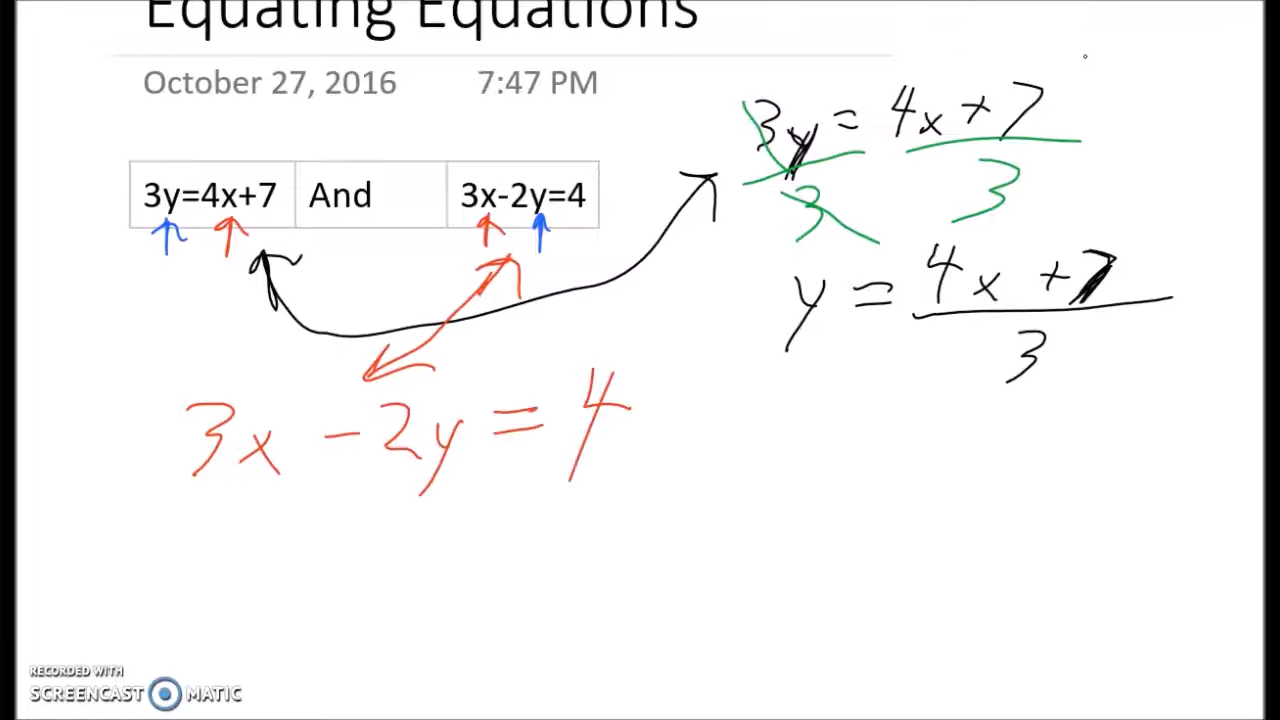 Equating Equations
October 27, 2016 7:47 PM
3y=4x+7 And 3x-2y=4
3y = 4x + 7
3 3
y = 4x + 7
3
3x - 2y = 4
RECORDED WITH
SCREENCAST MATIC